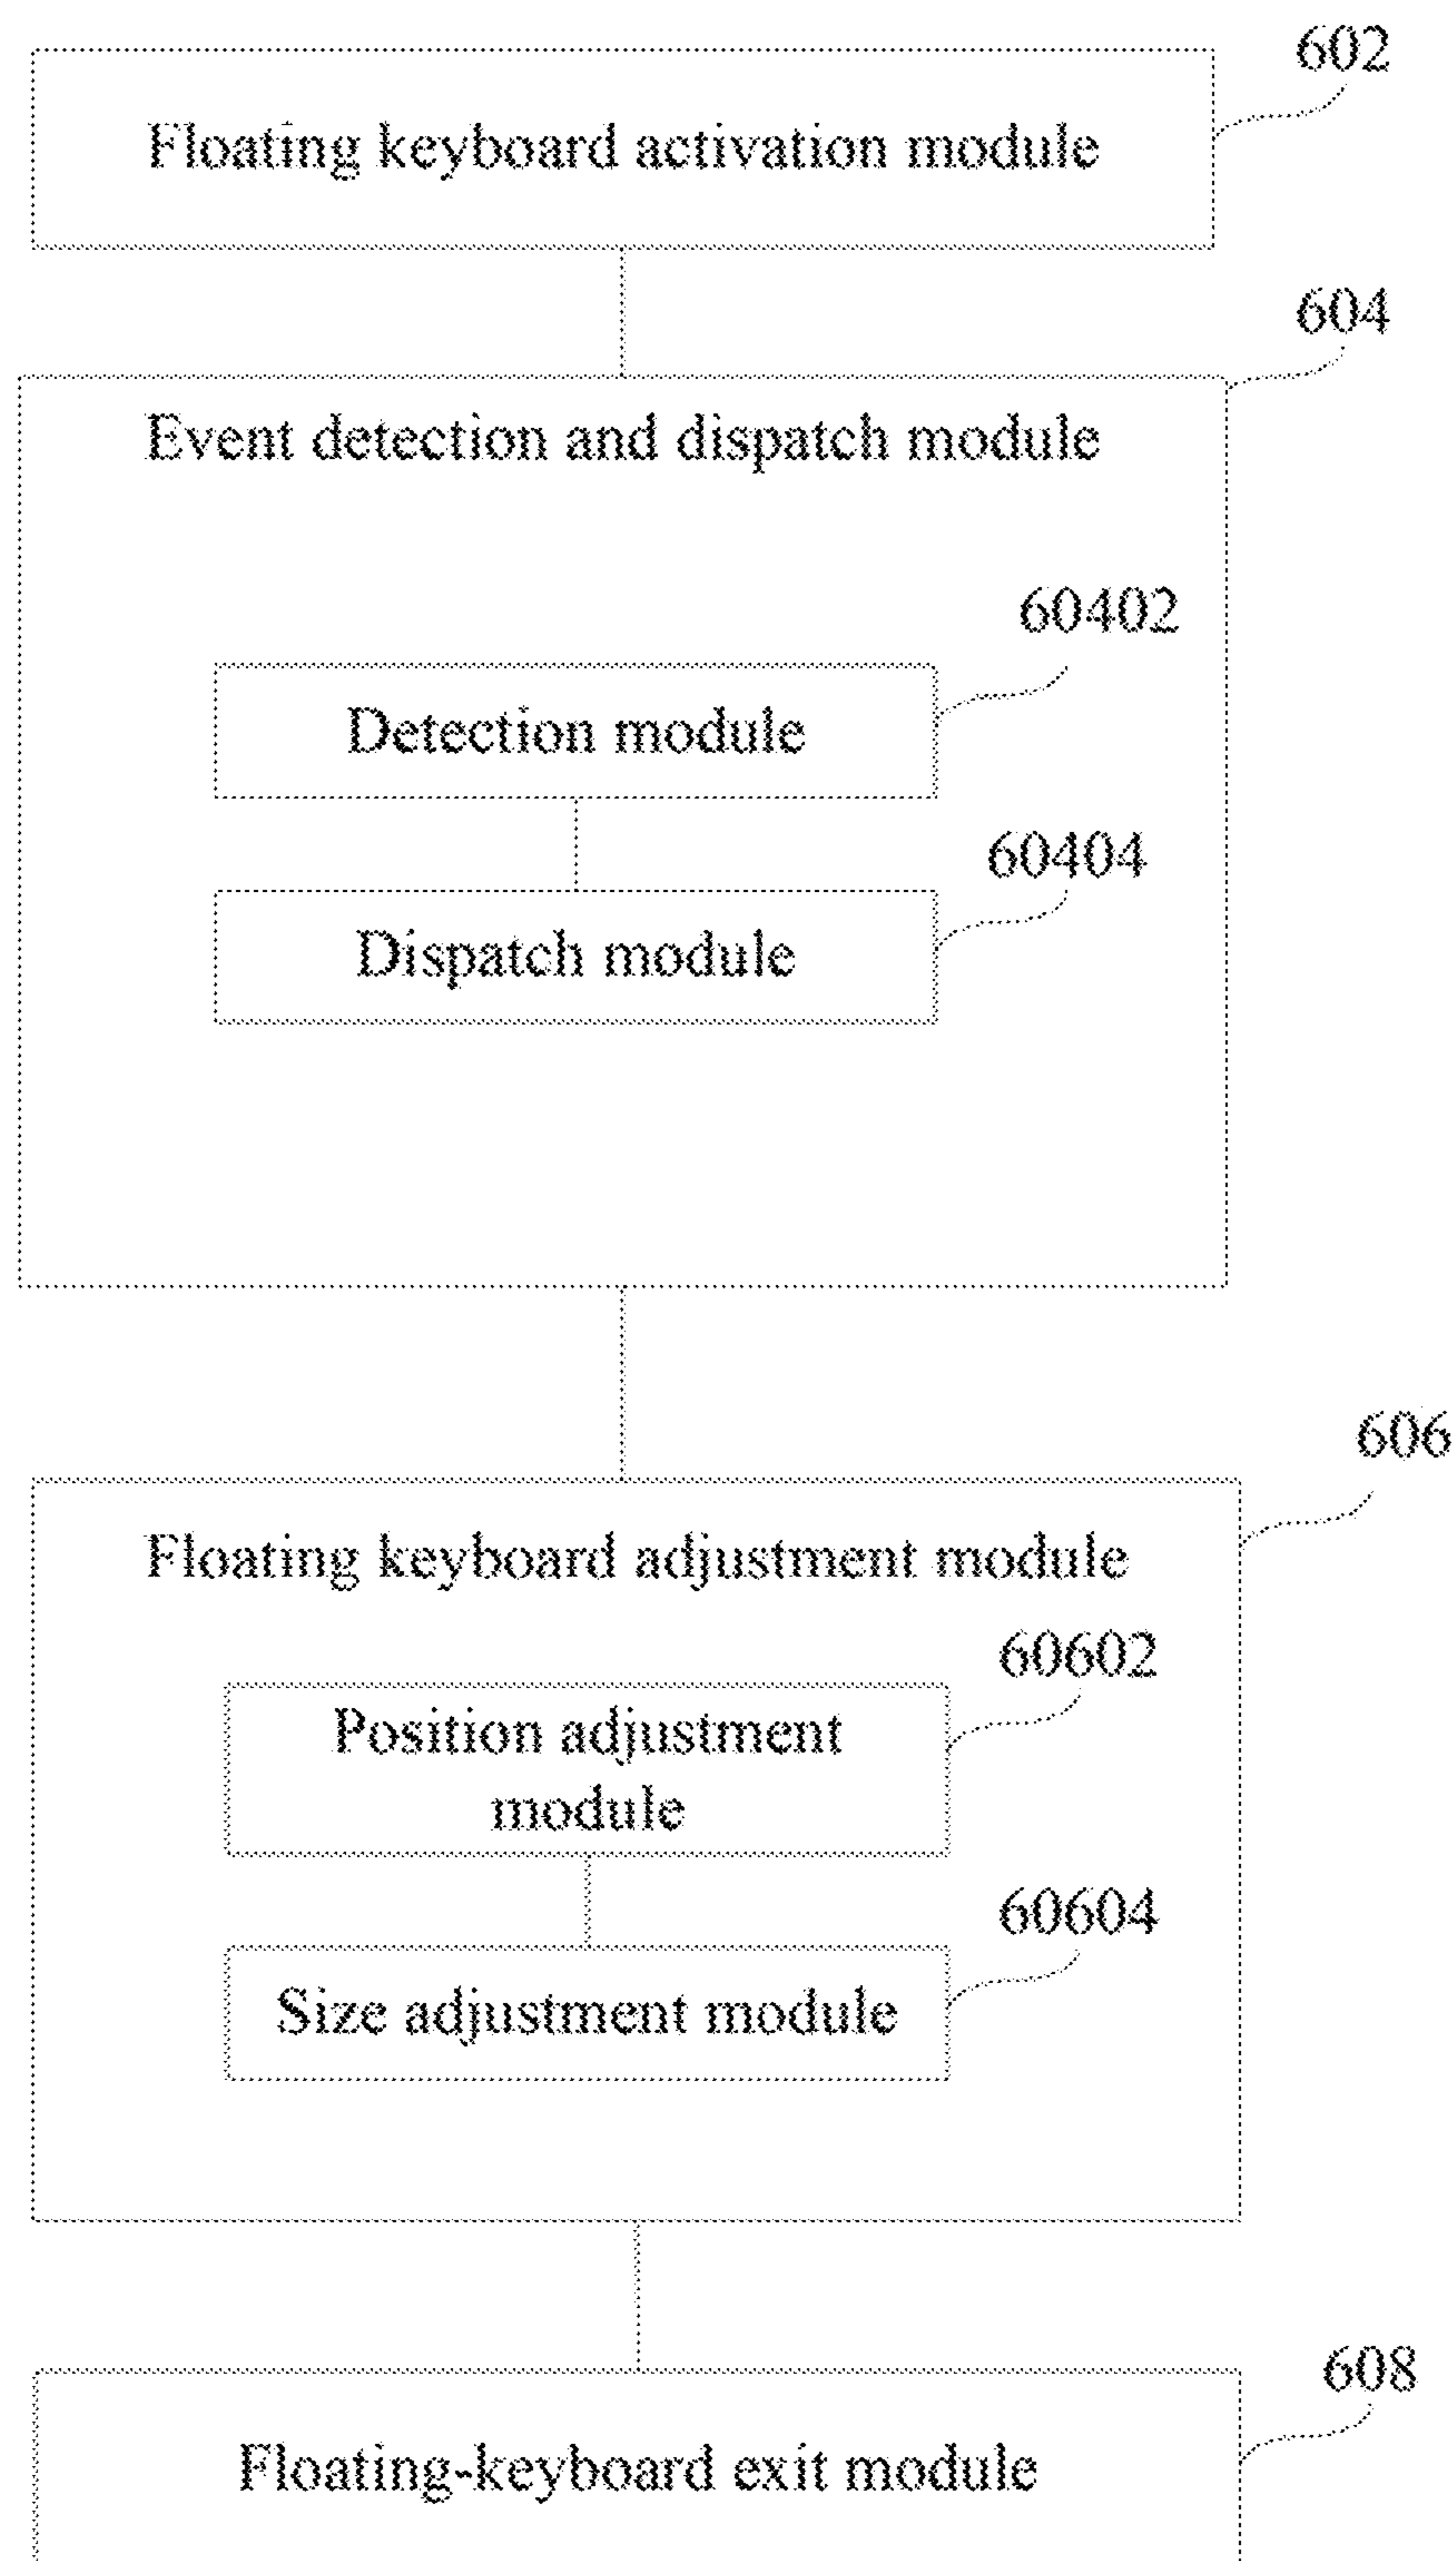 602
Floating keyboard activation module
604
Event detection and dispatch module
60402
Detection module
60404
Dispatch module
606
Floating keyboard adjustment module
60602
Position adjustment
module
60604
Size adjustment module
608
Floating-keyboard exit module